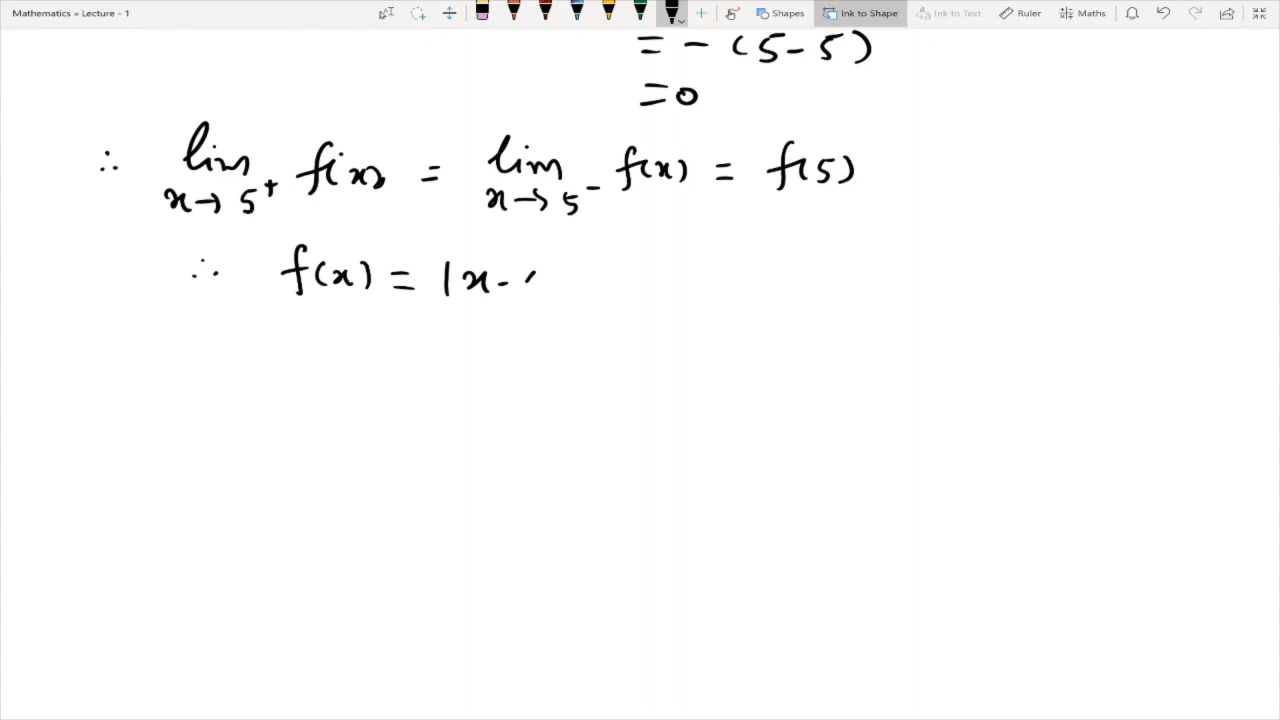 Mathematics » Lecture - 1 Shapes Ink to Shape Ink to Text Ruler Maths
= - (5-5)
=0
∴ lim x→5⁺ f(x) = lim x→5⁻ f(x) = f(5)
∴ f(x) = |x-